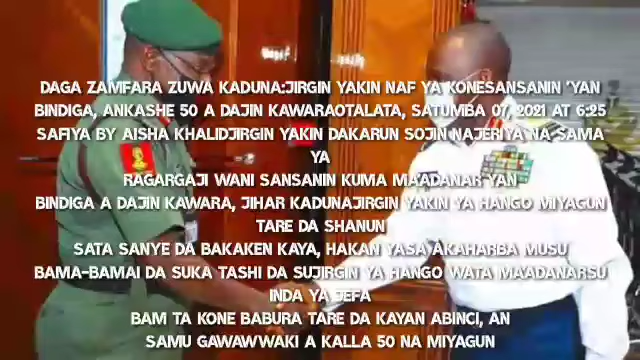 DAGA ZAMFARA ZUWA KADUNA:JIRGIN YAKIN NAF YA KONESANSANIN 'YAN
BINDIGA, ANKASHE 50 A DAJIN KAWARAOTALATA, SATUMBA 07, 2021 AT 6:25
SAFIYA BY AISHA KHALIDJIRGIN YAKIN DAKARUN SOJIN NAJERIYA NA SAMA
YA
RAGARGAJI WANI SANSANIN KUMA MA'ADANAR 'YAN
BINDIGA A DAJIN KAWARA, JIHAR KADUNAJIRGIN YAKIN YA HANGO MIYAGUN
TARE DA SHANUN
SATA SANYE DA BAKAKEN KAYA, HAKAN YASA AKAHARBA MUSU
BAMA-BAMAI DA SUKA TASHI DA SUJIRGIN YA HANGO WATA MA'ADANARSU
INDA YA JEFA
BAM TA KONE BABURA TARE DA KAYAN ABINCI, AN
SAMU GAWAWWAKI A KALLA 50 NA MIYAGUN